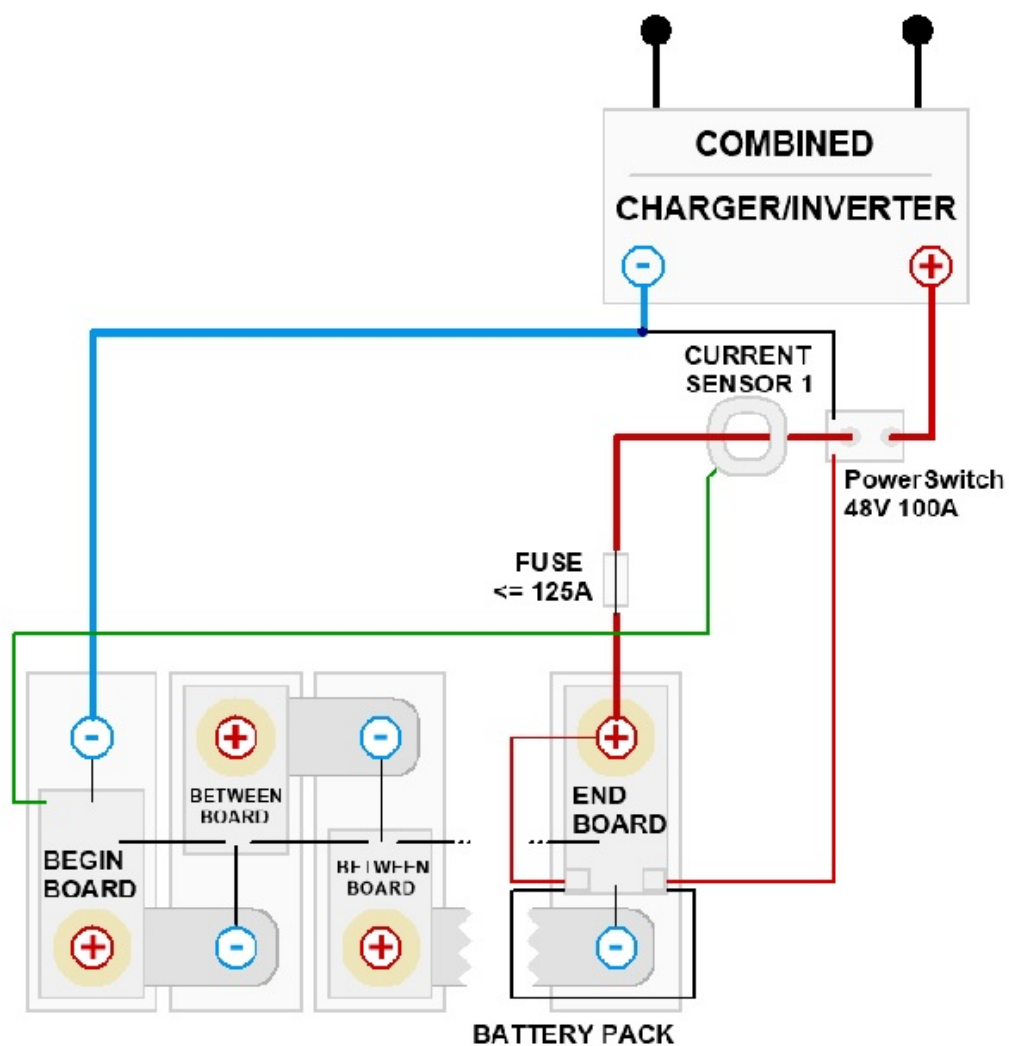 COMBINED
CHARGER/INVERTER
-
+
CURRENT
SENSOR 1
PowerSwitch
48V 100A
FUSE
<= 125A
-
+
-
+
BETWEEN
BOARD
END
BOARD
BEGIN
BOARD
BETWEEN
BOARD
+
-
+
-
BATTERY PACK